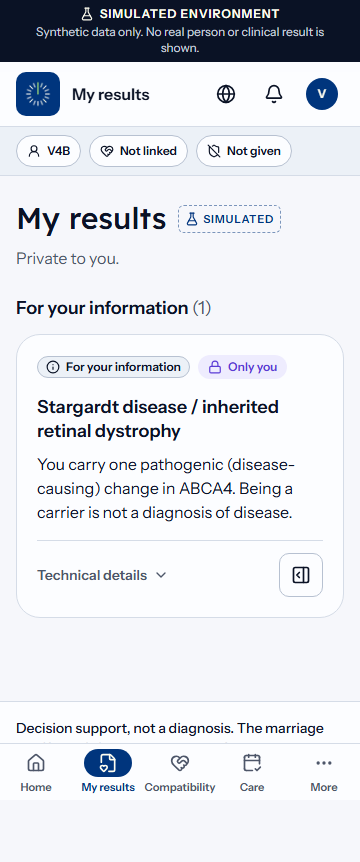 SIMULATED ENVIRONMENT
Synthetic data only. No real person or clinical result is
shown.
My results
V
V4B
Not linked
Not given
My results
SIMULATED
Private to you.
For your information (1)
For your information
Only you
Stargardt disease / inherited
retinal dystrophy
You carry one pathogenic (disease-
causing) change in ABCA4. Being a
carrier is not a diagnosis of disease.
Technical details
Decision support, not a diagnosis. The marriage
Home
My results
Compatibility
Care
More